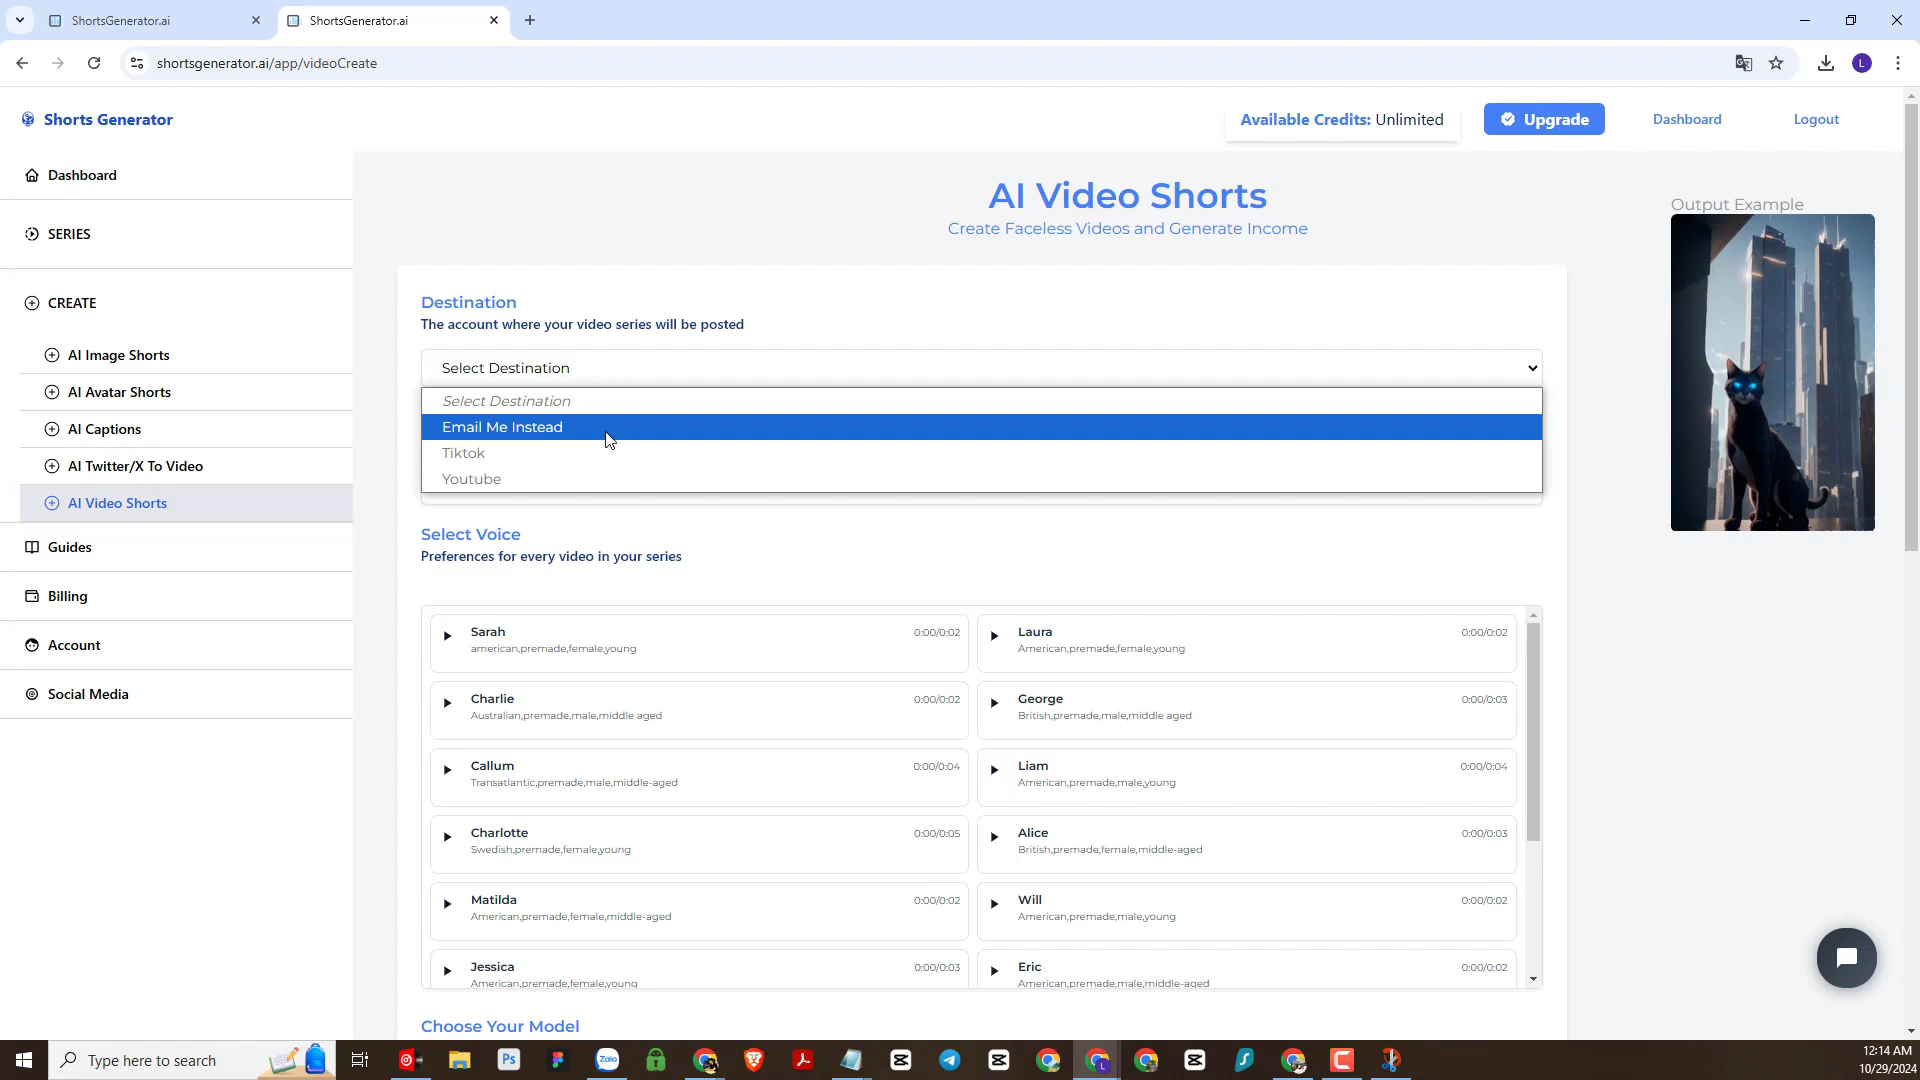 ShortsGenerator.ai
ShortsGenerator.ai
shortsgenerator.ai/app/videoCreate
L
Shorts Generator
Available Credits: Unlimited
Upgrade
Dashboard
Logout
Dashboard
SERIES
CREATE
AI Image Shorts
AI Avatar Shorts
AI Captions
AI Twitter/X To Video
AI Video Shorts
Guides
Billing
Account
Social Media
AI Video Shorts
Create Faceless Videos and Generate Income
Output Example
Destination
The account where your video series will be posted
Select Destination
Select Destination
Email Me Instead
Tiktok
Youtube
Select Voice
Preferences for every video in your series
Sarah 0:00/0:02
american,premade,female,young
Laura 0:00/0:02
American,premade,female,young
Charlie 0:00/0:02
Australian,premade,male,middle aged
George 0:00/0:03
British,premade,male,middle aged
Callum 0:00/0:04
Transatlantic,premade,male,middle-aged
Liam 0:00/0:04
American,premade,male,young
Charlotte 0:00/0:05
Swedish,premade,female,young
Alice 0:00/0:03
British,premade,female,middle-aged
Matilda 0:00/0:02
American,premade,female,middle-aged
Will 0:00/0:02
American,premade,male,young
Jessica 0:00/0:03
American,premade,female,young
Eric 0:00/0:02
American,premade,male,middle-aged
Choose Your Model
Type here to search
Ps
Zalo
L
12:14 AM
10/29/2024